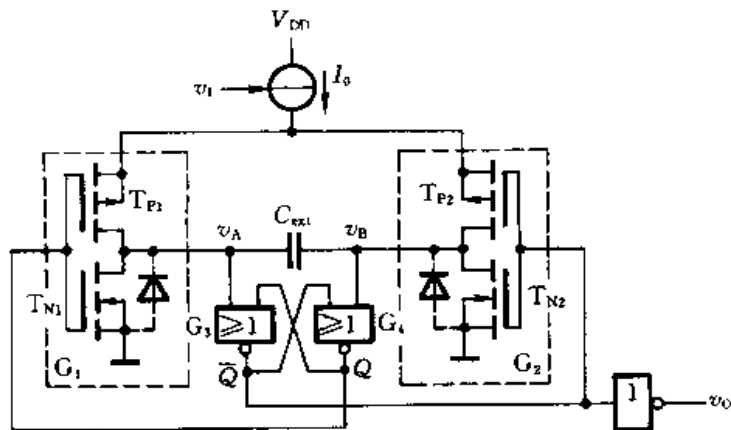 V_DD
v_I
I_0
T_P1
T_P2
C_ext
v_A
v_B
T_N1
T_N2
G_3
≥1
≥1
G_4
G_1
G_2
Q̅
Q
1
v_O